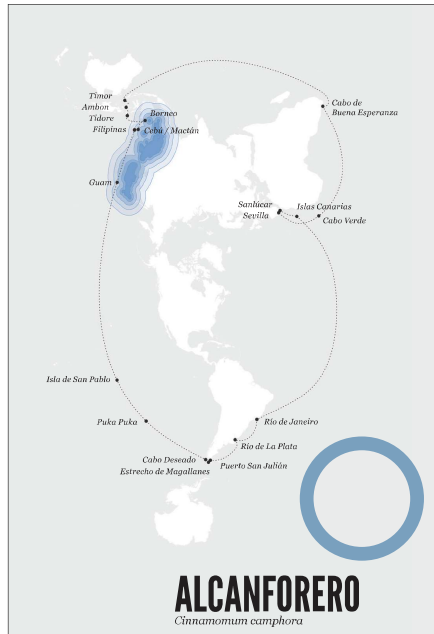 Timor
Ambon
Tidore
Borneo
Filipinas
Cebú / Mactán
Cabo de
Buena Esperanza
Guam
Sanlúcar
Sevilla
Islas Canarias
Cabo Verde
Isla de San Pablo
Puka Puka
Río de Janeiro
Río de La Plata
Cabo Deseado
Estrecho de Magallanes
Puerto San Julián
ALCANFORERO
Cinnamomum camphora